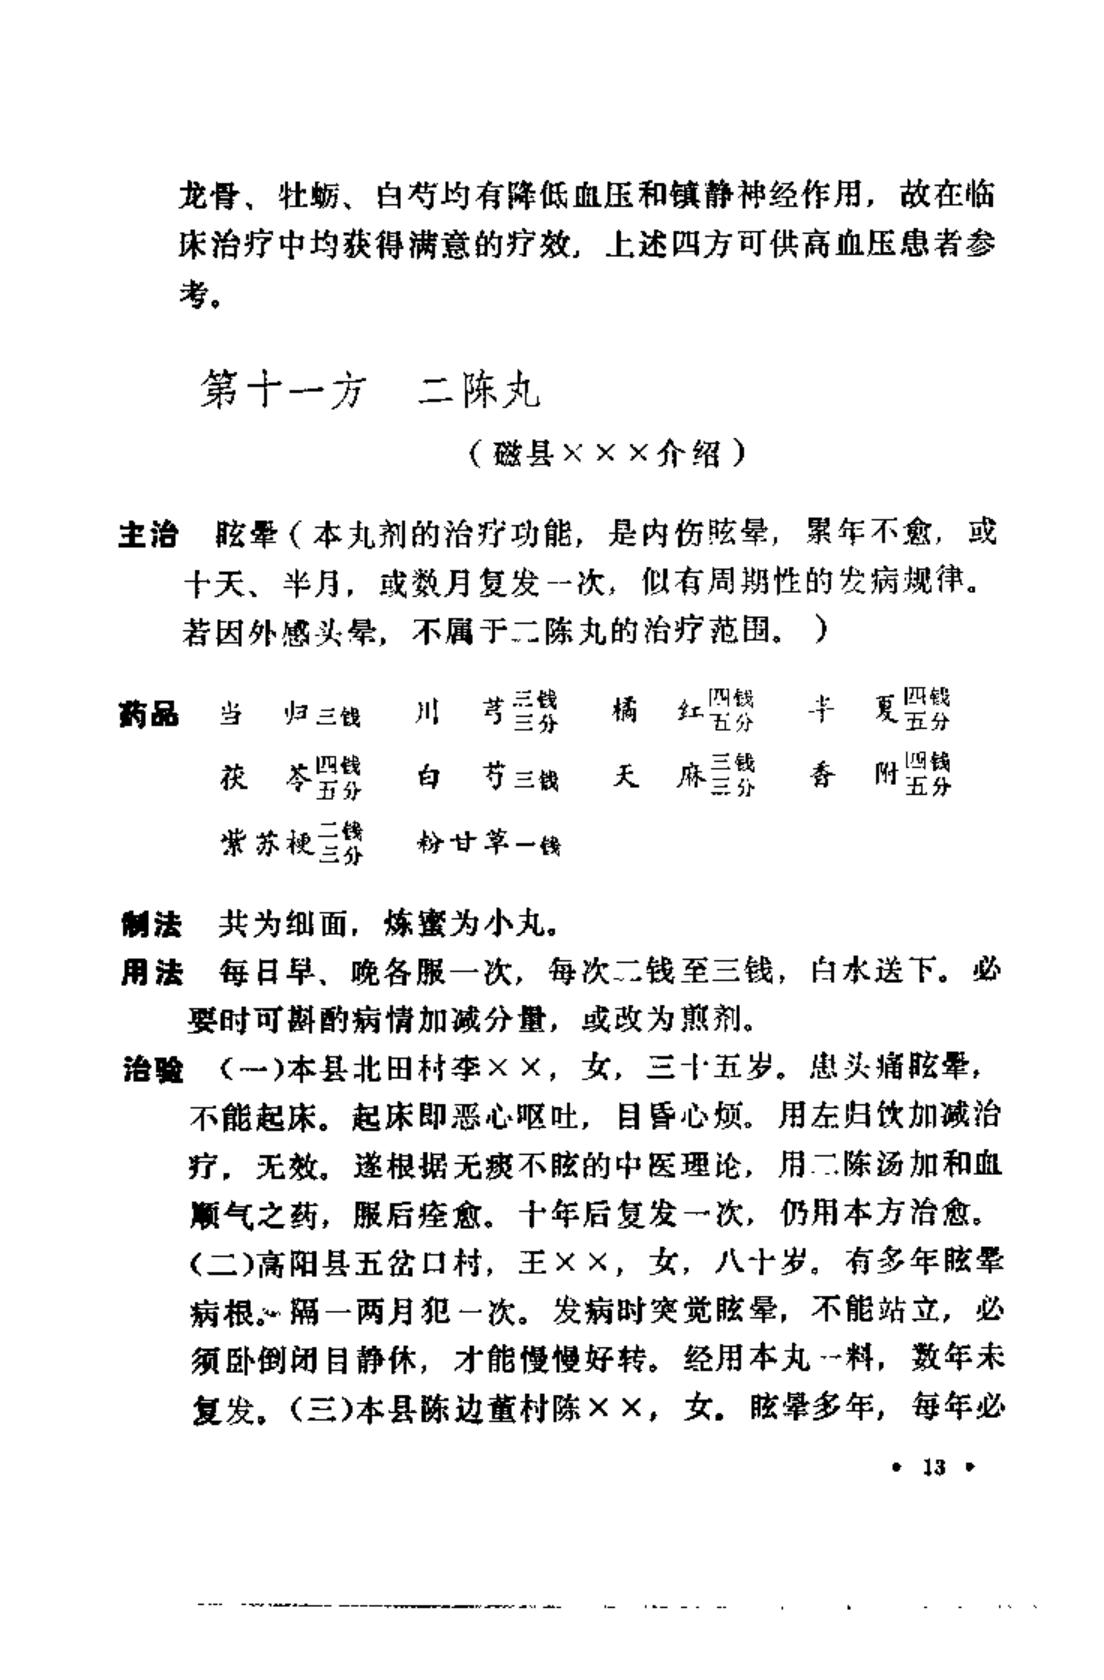 龙骨、牡蛎、白芍均有降低血压和镇静神经作用，故在临
床治疗中均获得满意的疗效，上述四方可供高血压患者参
考。
第十一方 二陈丸
（磁县×××介绍）
主治 眩晕（本丸剂的治疗功能，是内伤眩晕，累年不愈，或
十天、半月，或数月复发一次，似有周期性的发病规律。
若因外感头晕，不属于二陈丸的治疗范围。）
药品 当归三钱 川芎三钱三分 橘红四钱五分 半夏四钱五分
茯苓四钱五分 白芍三钱 天麻三钱三分 香附四钱五分
紫苏梗二钱三分 粉甘草一钱
制法 共为细面，炼蜜为小丸。
用法 每日早、晚各服一次，每次二钱至三钱，白水送下。必
要时可斟酌病情加减分量，或改为煎剂。
治验 （一）本县北田村李××，女，三十五岁。患头痛眩晕，
不能起床。起床即恶心呕吐，目昏心烦。用左归饮加减治
疗，无效。遂根据无痰不眩的中医理论，用二陈汤加和血
顺气之药，服后痊愈。十年后复发一次，仍用本方治愈。
（二）高阳县五岔口村，王××，女，八十岁。有多年眩晕
病根。隔一两月犯一次。发病时突觉眩晕，不能站立，必
须卧倒闭目静休，才能慢慢好转。经用本丸一料，数年未
复发。（三）本县陈边董村陈××，女。眩晕多年，每年必
• 13 •